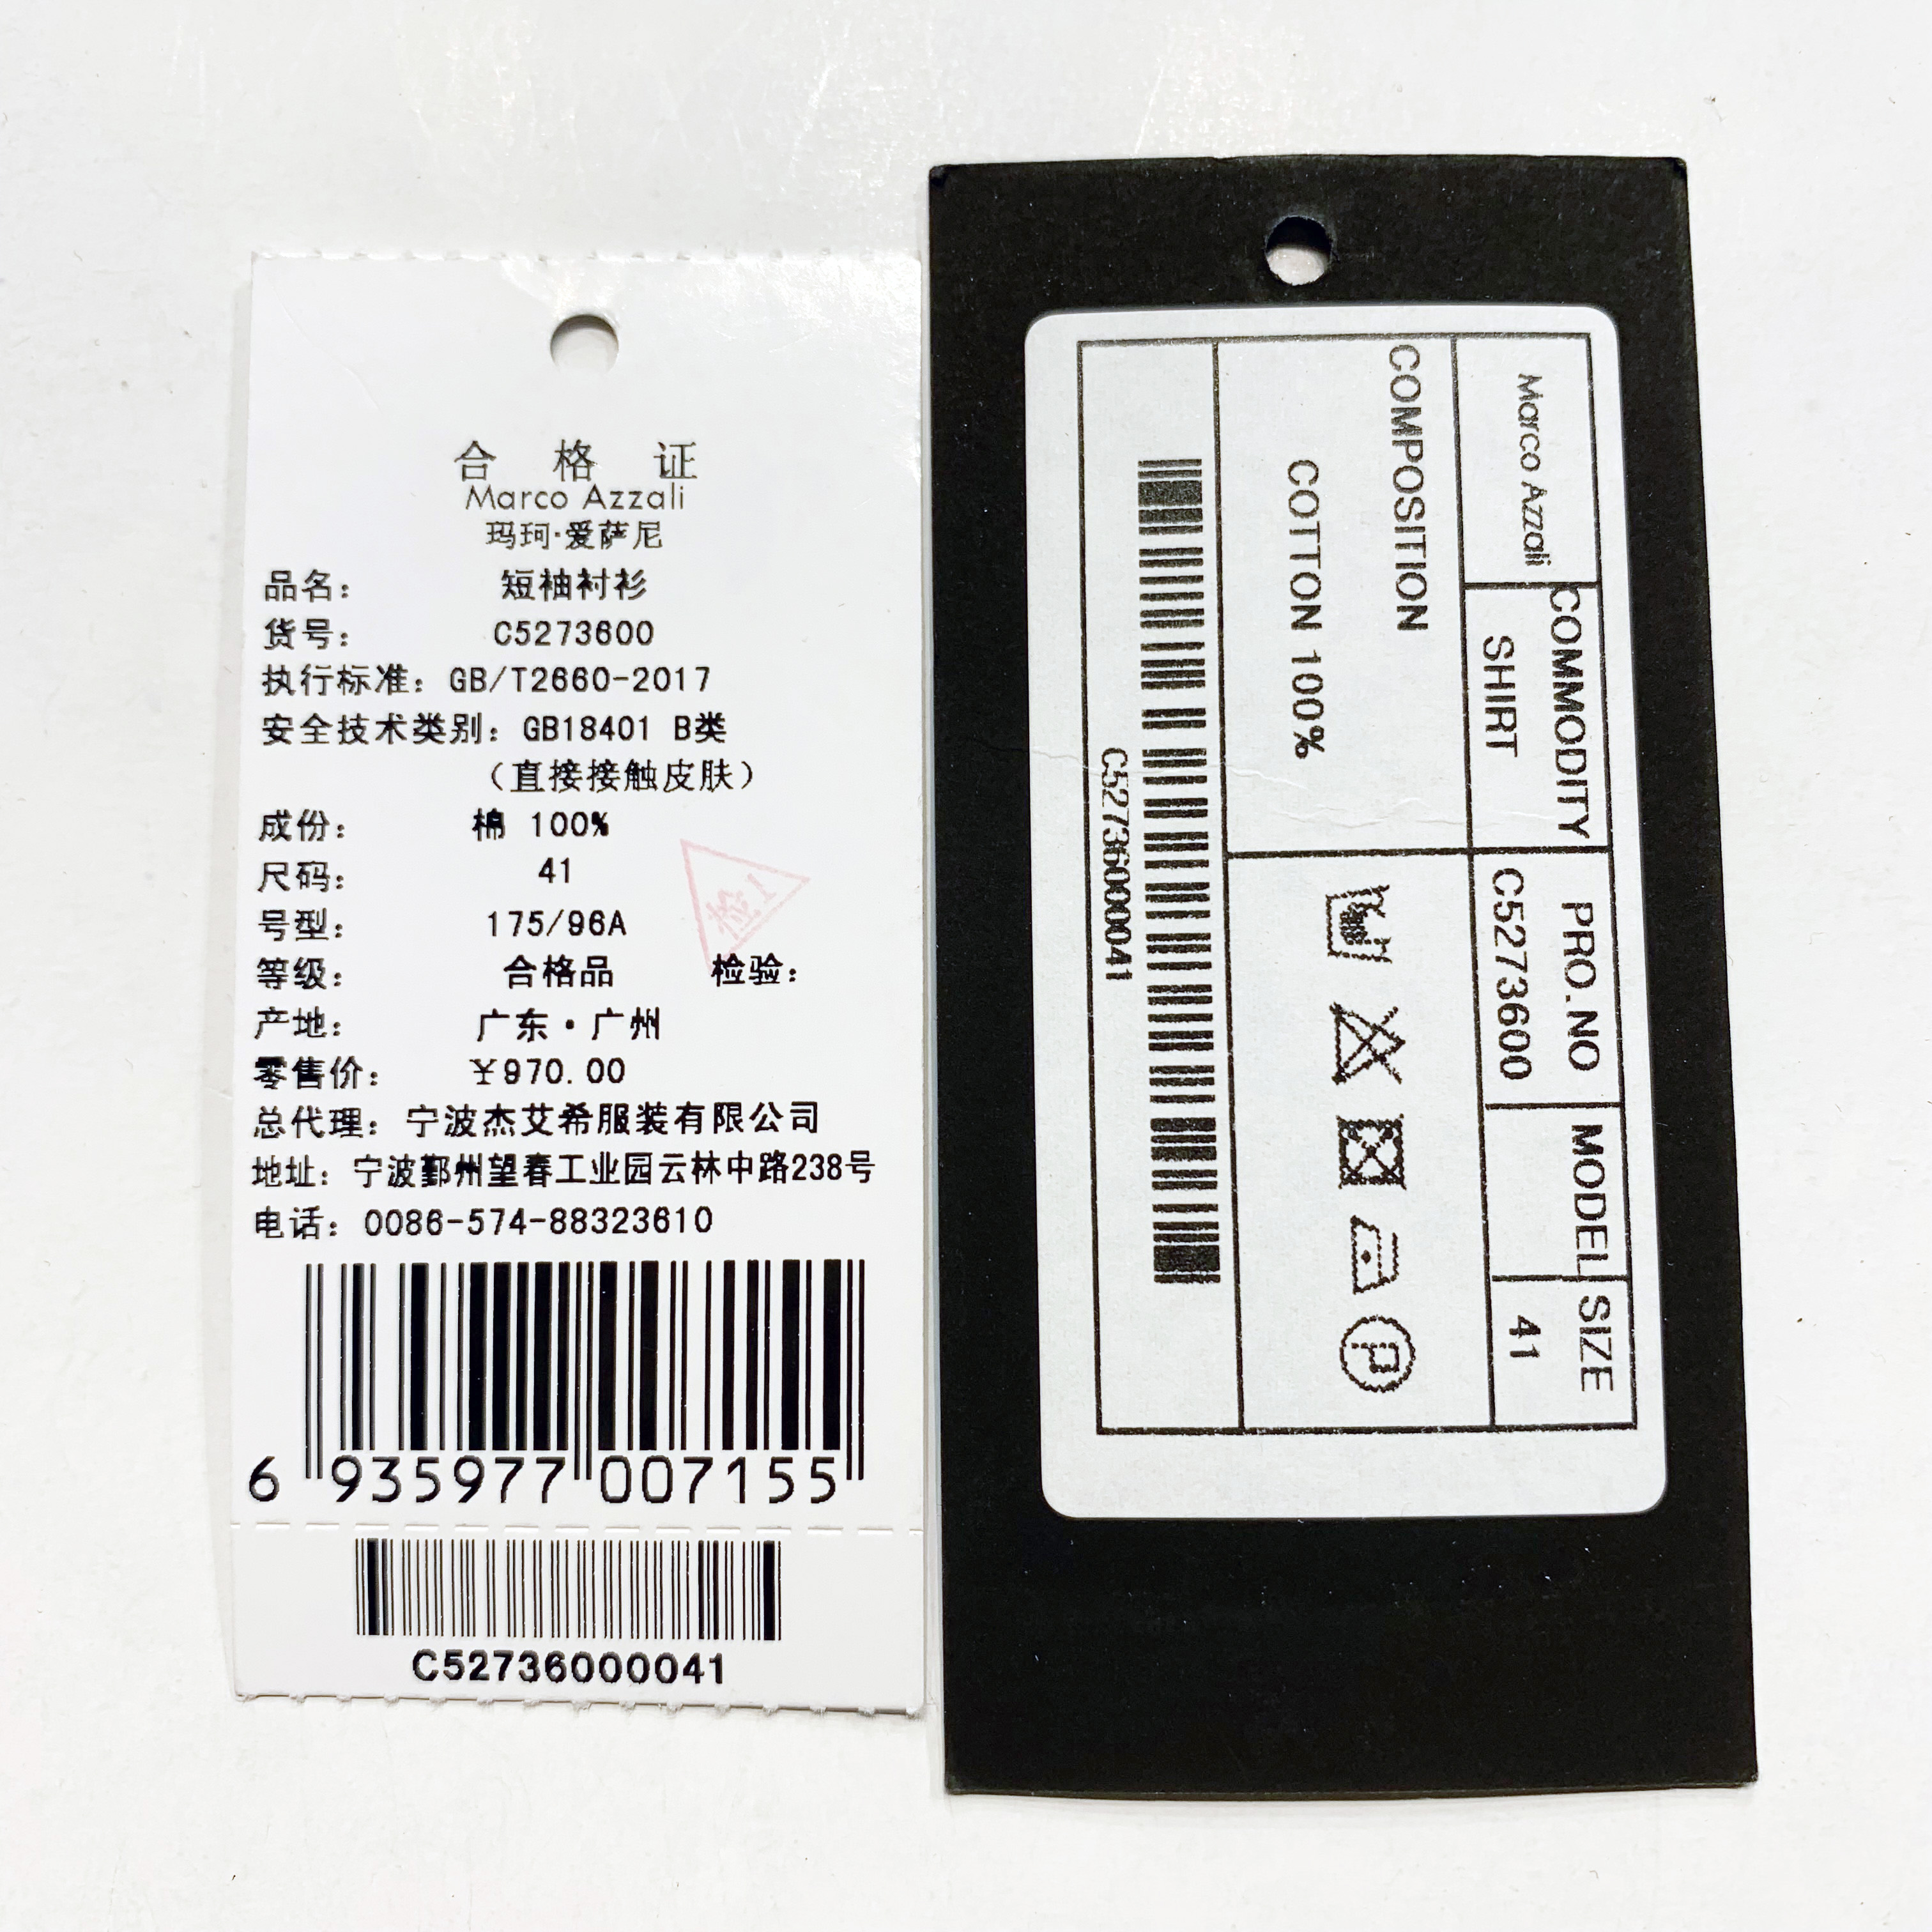 合 格 证
Marco Azzali
玛珂·爱萨尼
品名： 短袖衬衫
货号： C5273600
执行标准：GB/T2660-2017
安全技术类别：GB18401 B类
（直接接触皮肤）
成份： 棉 100%
尺码： 41
号型： 175/96A
检1
等级： 合格品 检验：
产地： 广东·广州
零售价： ¥970.00
总代理：宁波杰艾希服装有限公司
地址：宁波鄞州望春工业园云林中路238号
电话：0086-574-88323610
6 935977 007155
C52736000041
Marco Azzali
COMMODITY
SHIRT
PRO.NO
C5273600
MODEL
SIZE
41
COMPOSITION
COTTON 100%
P
C52736000041